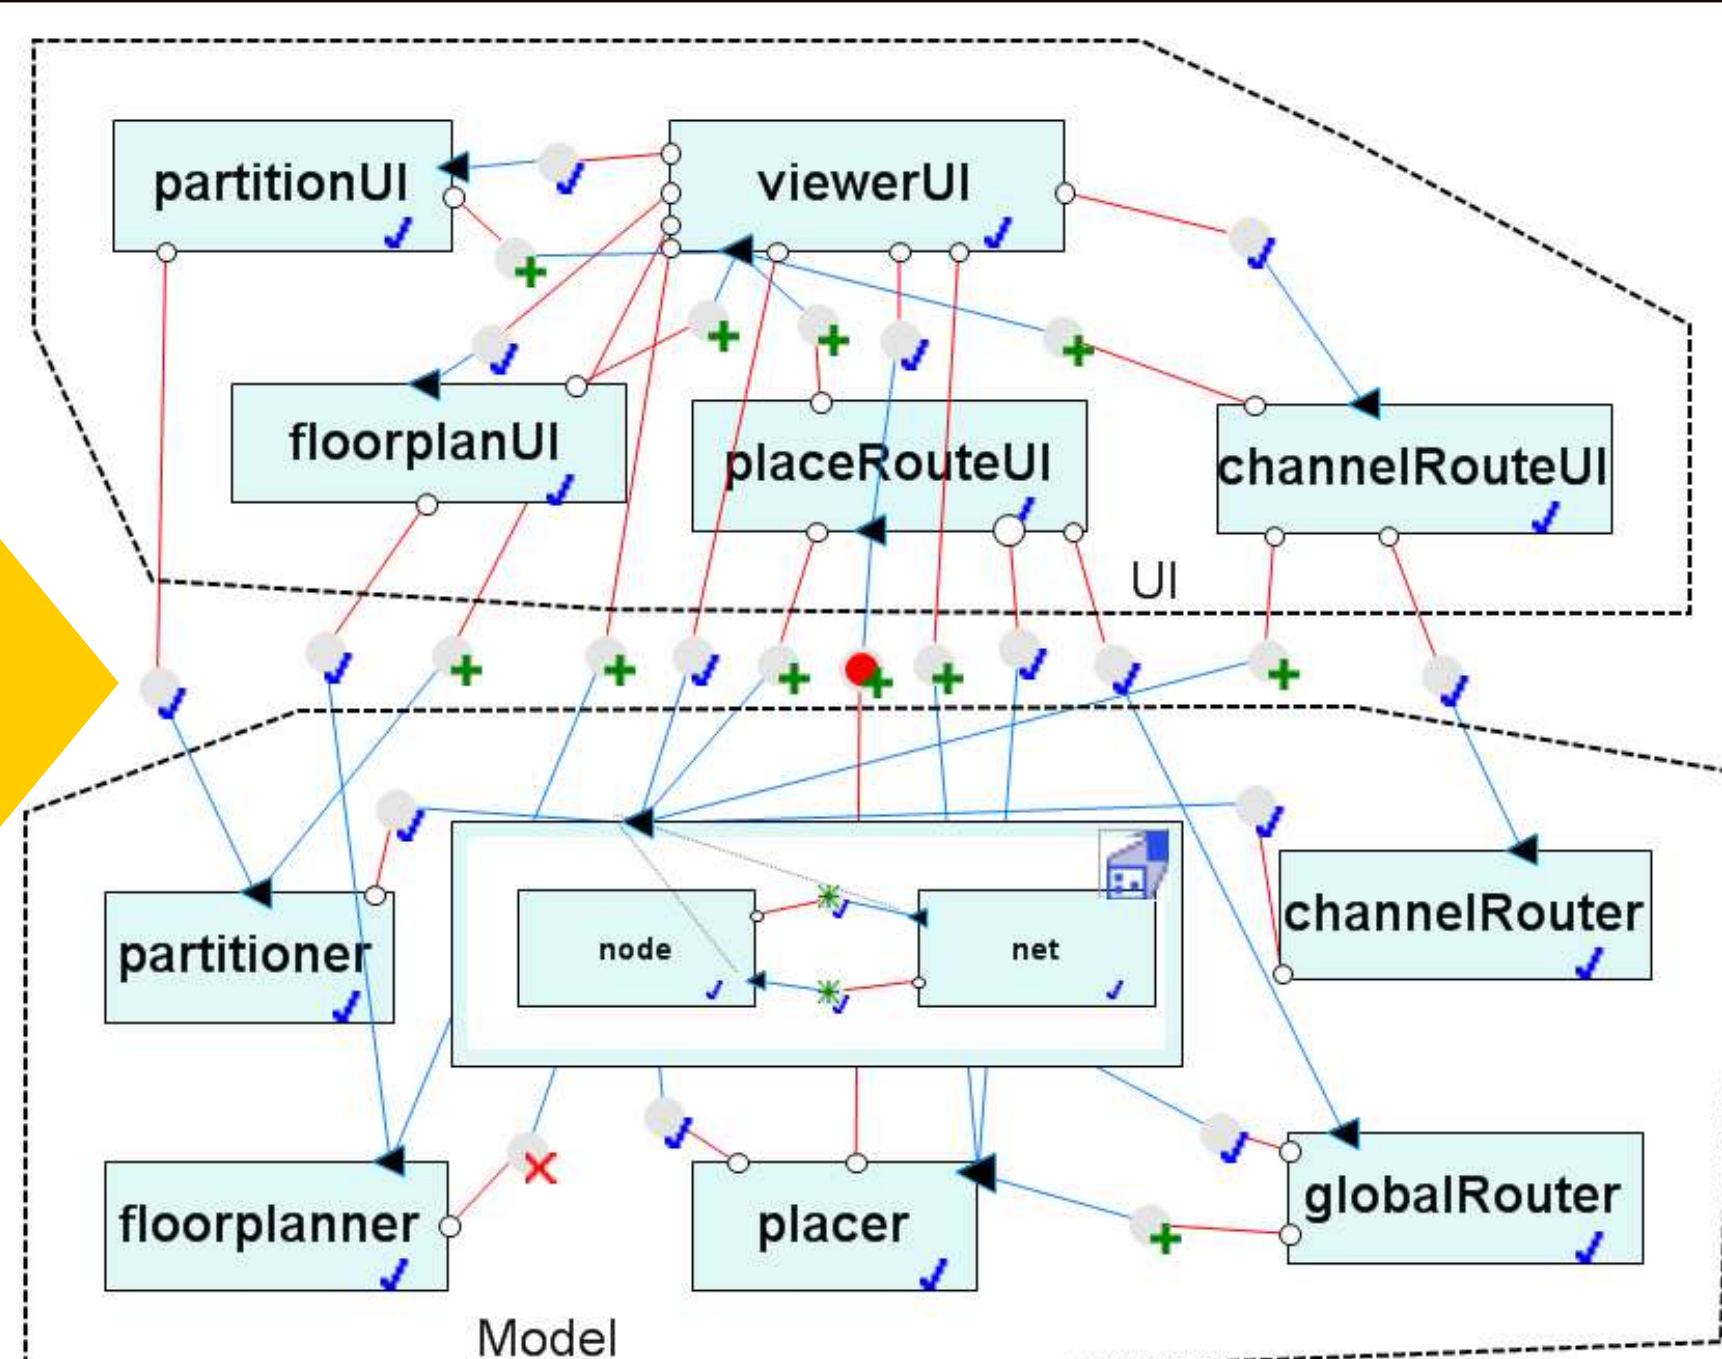 partitionUI
viewerUI
floorplanUI
placeRouteUI
channelRouteUI
UI
partitioner
node
net
channelRouter
floorplanner
placer
globalRouter
Model